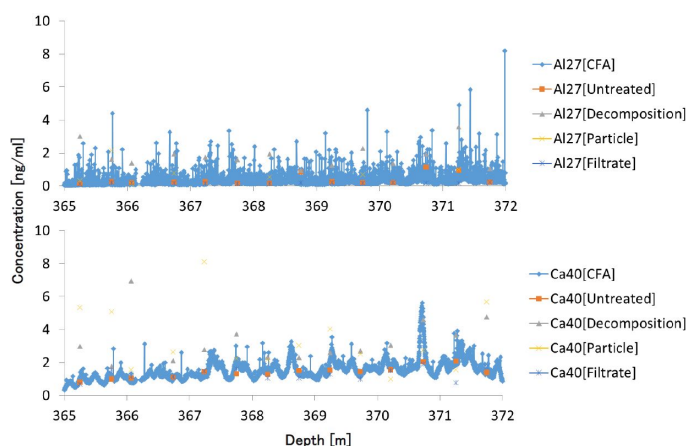 10
8
6
4
2
0
365 366 367 368 369 370 371 372
Al27[CFA]
Al27[Untreated]
Al27[Decomposition]
Al27[Particle]
Al27[Filtrate]
Concentration [ng/ml]
10
8
6
4
2
0
365 366 367 368 369 370 371 372
Depth [m]
Ca40[CFA]
Ca40[Untreated]
Ca40[Decomposition]
Ca40[Particle]
Ca40[Filtrate]